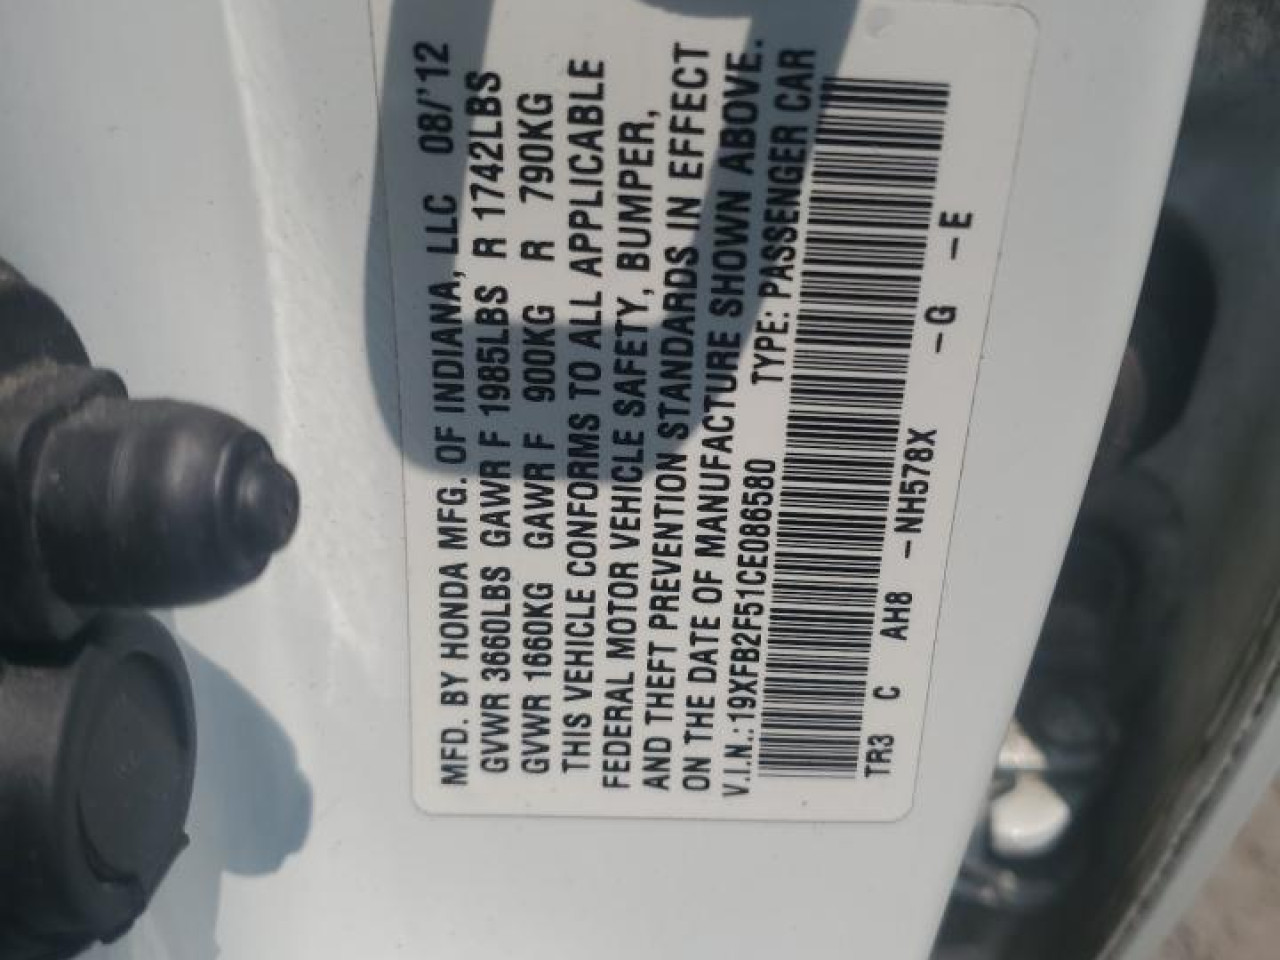 MFD. BY HONDA MFG. OF INDIANA, LLC 08/'12
GVWR 3660LBS GAWR F 1985LBS R 1742LBS
GVWR 1660KG GAWR F 900KG R 790KG
THIS VEHICLE CONFORMS TO ALL APPLICABLE
FEDERAL MOTOR VEHICLE SAFETY, BUMPER,
AND THEFT PREVENTION STANDARDS IN EFFECT
ON THE DATE OF MANUFACTURE SHOWN ABOVE.
V.I.N.: 19XFB2F51CE086580 TYPE: PASSENGER CAR
TR3 C AH8 -NH578X -G -E